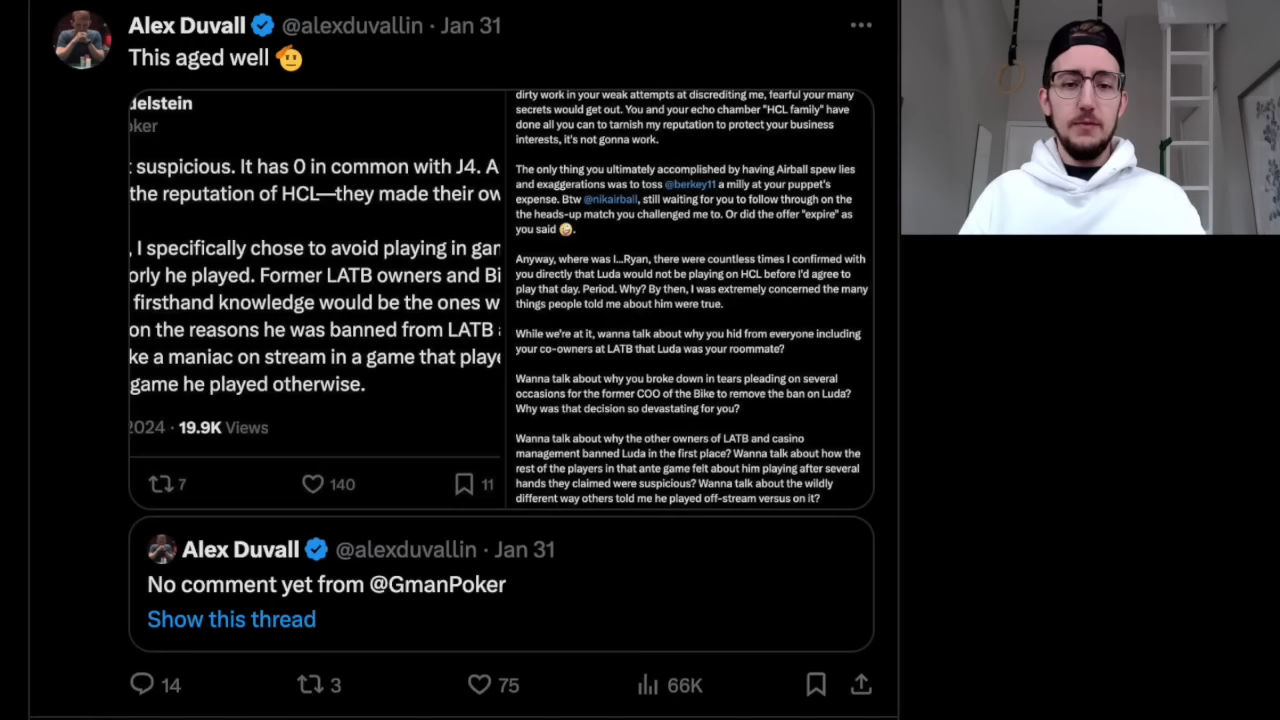 Alex Duvall @alexduvallin · Jan 31
This aged well 🫡
delstein
oker
suspicious. It has 0 in common with J4. A
the reputation of HCL—they made their ow
, I specifically chose to avoid playing in gam
orly he played. Former LATB owners and Bi
firsthand knowledge would be the ones w
on the reasons he was banned from LATB
ke a maniac on stream in a game that playe
game he played otherwise.
2024 · 19.9K Views
7 140 11
dirty work in your weak attempts at discrediting me, fearful your many
secrets would get out. You and your echo chamber "HCL family" have
done all you can to tarnish my reputation to protect your business
interests, it's not gonna work.
The only thing you ultimately accomplished by having Airball spew lies
and exaggerations was to toss @berkey11 a milly at your puppet's
expense. Btw @nikairball, still waiting for you to follow through on the
the heads-up match you challenged me to. Or did the offer "expire" as
you said 🤪.
Anyway, where was I...Ryan, there were countless times I confirmed with
you directly that Luda would not be playing on HCL before I'd agree to
play that day. Period. Why? By then, I was extremely concerned the many
things people told me about him were true.
While we're at it, wanna talk about why you hid from everyone including
your co-owners at LATB that Luda was your roommate?
Wanna talk about why you broke down in tears pleading on several
occasions for the former COO of the Bike to remove the ban on Luda?
Why was that decision so devastating for you?
Wanna talk about why the other owners of LATB and casino
management banned Luda in the first place? Wanna talk about how the
rest of the players in that ante game felt about him playing after several
hands they claimed were suspicious? Wanna talk about the wildly
different way others told me he played off-stream versus on it?
Alex Duvall @alexduvallin · Jan 31
No comment yet from @GmanPoker
Show this thread
14 3 75 66K